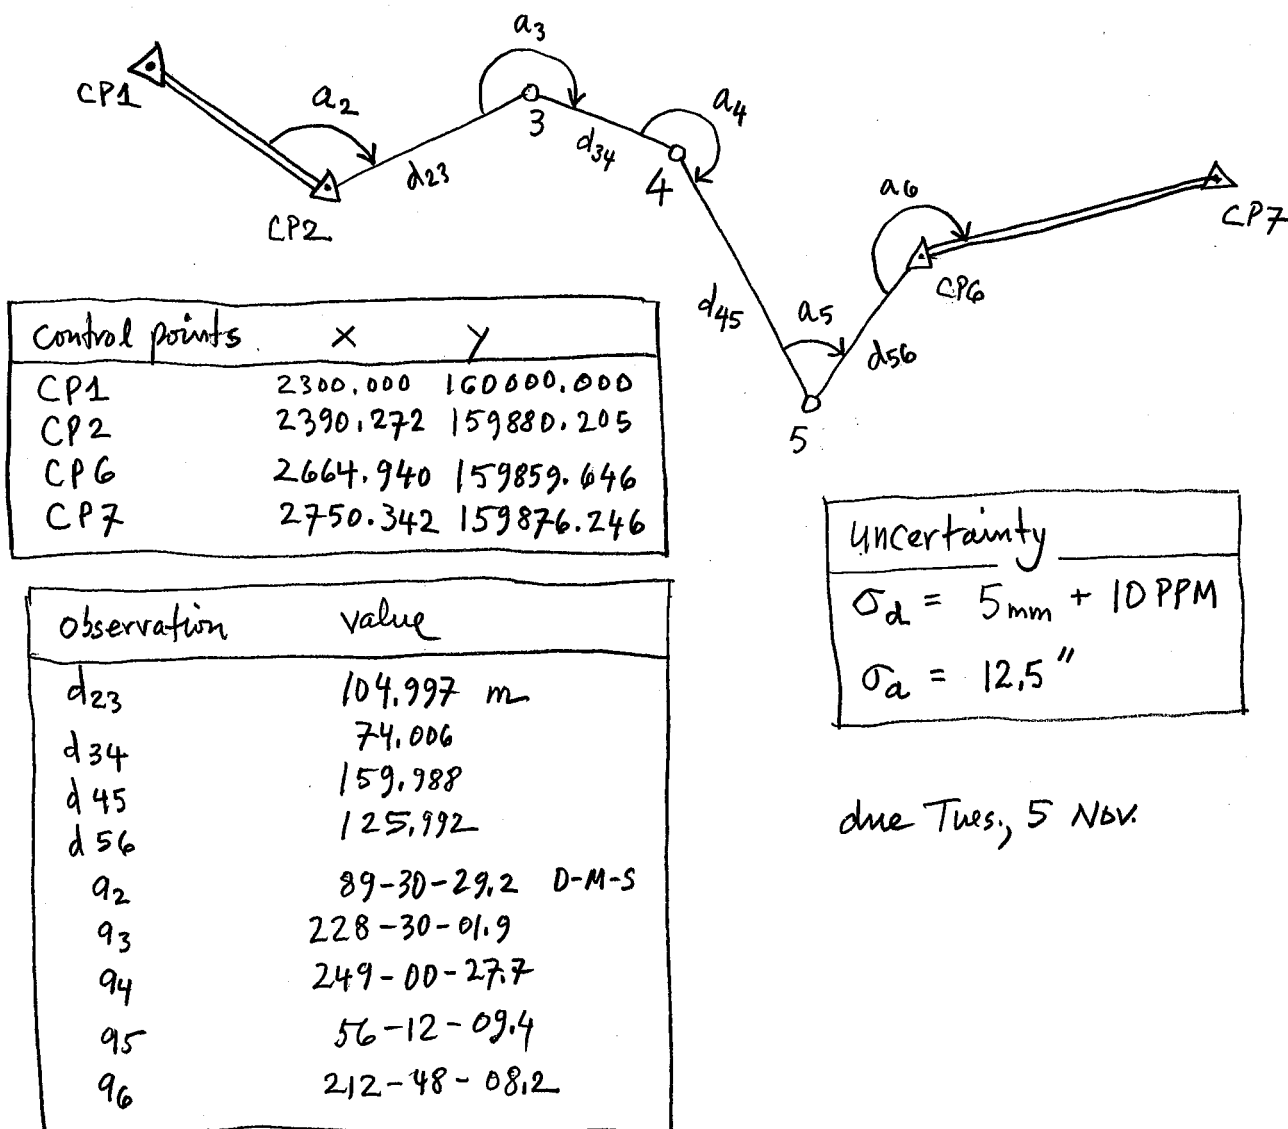 a3
CP1
a2
3
a4
d23
d34
4
CP2
a6
CP7
d45
a5
CP6
d56
5
control points x y
CP1 2300.000 160000.000
CP2 2390.272 159880.205
CP6 2664.940 159859.646
CP7 2750.342 159876.246
uncertainty
σd = 5mm + 10 PPM
σa = 12.5"
observation value
d23 104.997 m
d34 74.006
d45 159.988
d56 125.992
a2 89-30-29.2 D-M-S
a3 228-30-01.9
a4 249-00-27.7
a5 56-12-09.4
a6 212-48-08.2
due Tues., 5 Nov.